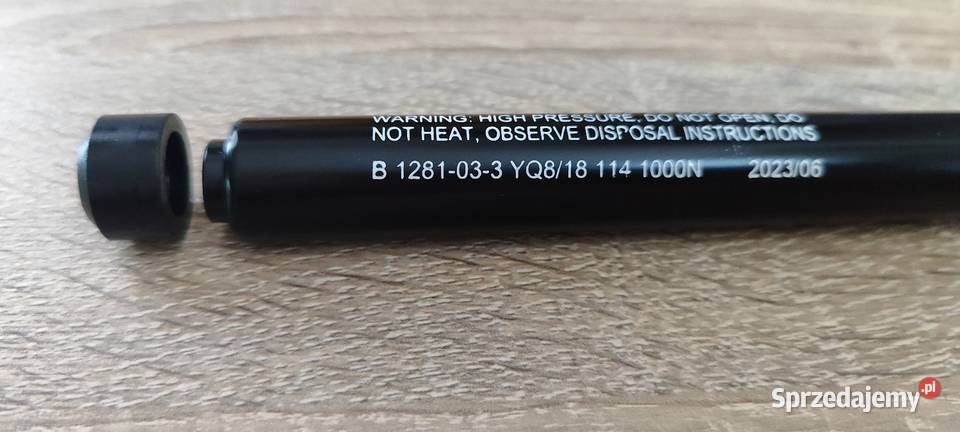 WARNING: HIGH PRESSURE, DO NOT OPEN, DO
NOT HEAT, OBSERVE DISPOSAL INSTRUCTIONS
B 1281-03-3 YQ8/18 114 1000N 2023/06
Sprzedajemy.pl